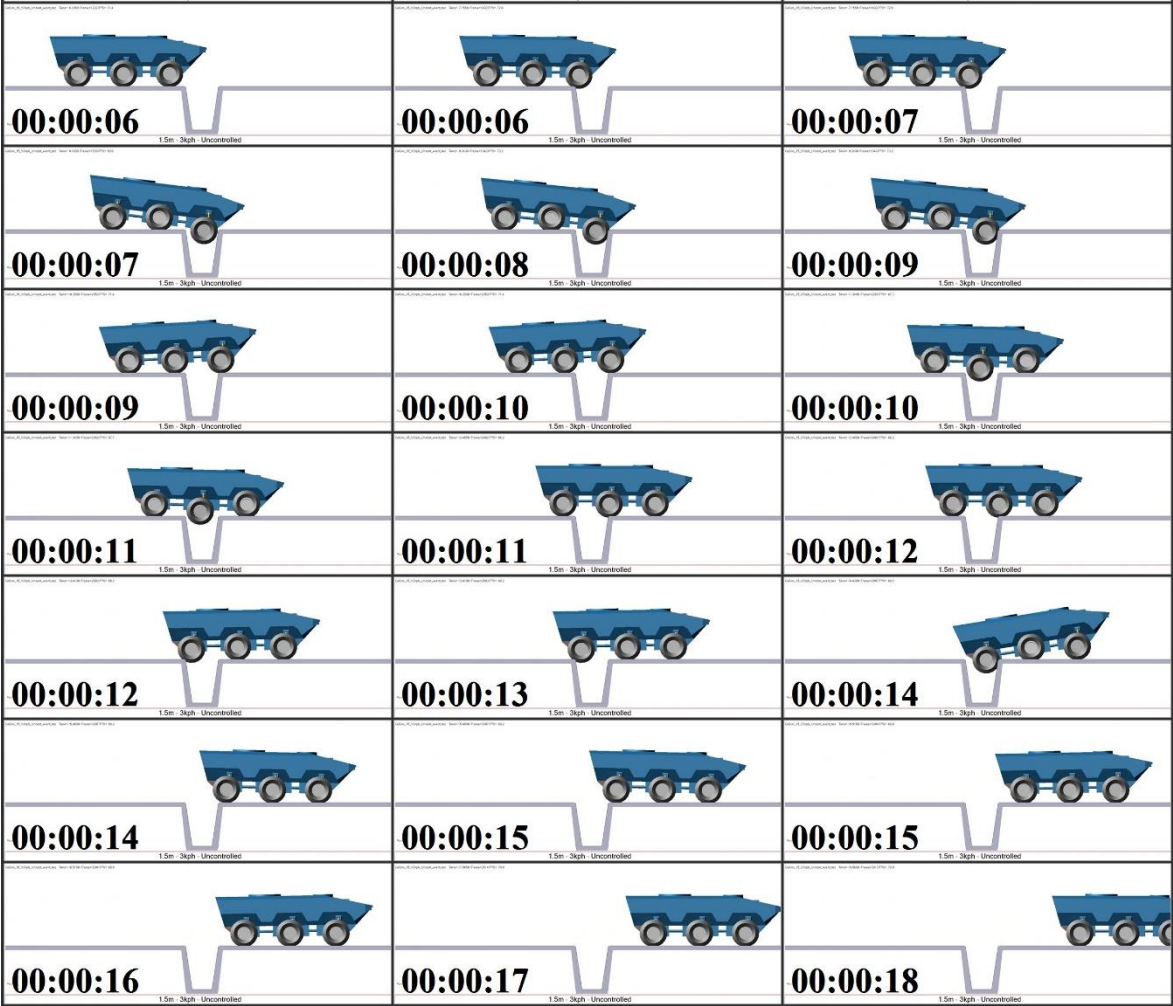 00:00:06
1.5m - 3kph - Uncontrolled
00:00:06
1.5m - 3kph - Uncontrolled
00:00:07
1.5m - 3kph - Uncontrolled
00:00:07
1.5m - 3kph - Uncontrolled
00:00:08
1.5m - 3kph - Uncontrolled
00:00:09
1.5m - 3kph - Uncontrolled
00:00:09
1.5m - 3kph - Uncontrolled
00:00:10
1.5m - 3kph - Uncontrolled
00:00:10
1.5m - 3kph - Uncontrolled
00:00:11
1.5m - 3kph - Uncontrolled
00:00:11
1.5m - 3kph - Uncontrolled
00:00:12
1.5m - 3kph - Uncontrolled
00:00:12
1.5m - 3kph - Uncontrolled
00:00:13
1.5m - 3kph - Uncontrolled
00:00:14
1.5m - 3kph - Uncontrolled
00:00:14
1.5m - 3kph - Uncontrolled
00:00:15
1.5m - 3kph - Uncontrolled
00:00:15
1.5m - 3kph - Uncontrolled
00:00:16
1.5m - 3kph - Uncontrolled
00:00:17
1.5m - 3kph - Uncontrolled
00:00:18
1.5m - 3kph - Uncontrolled